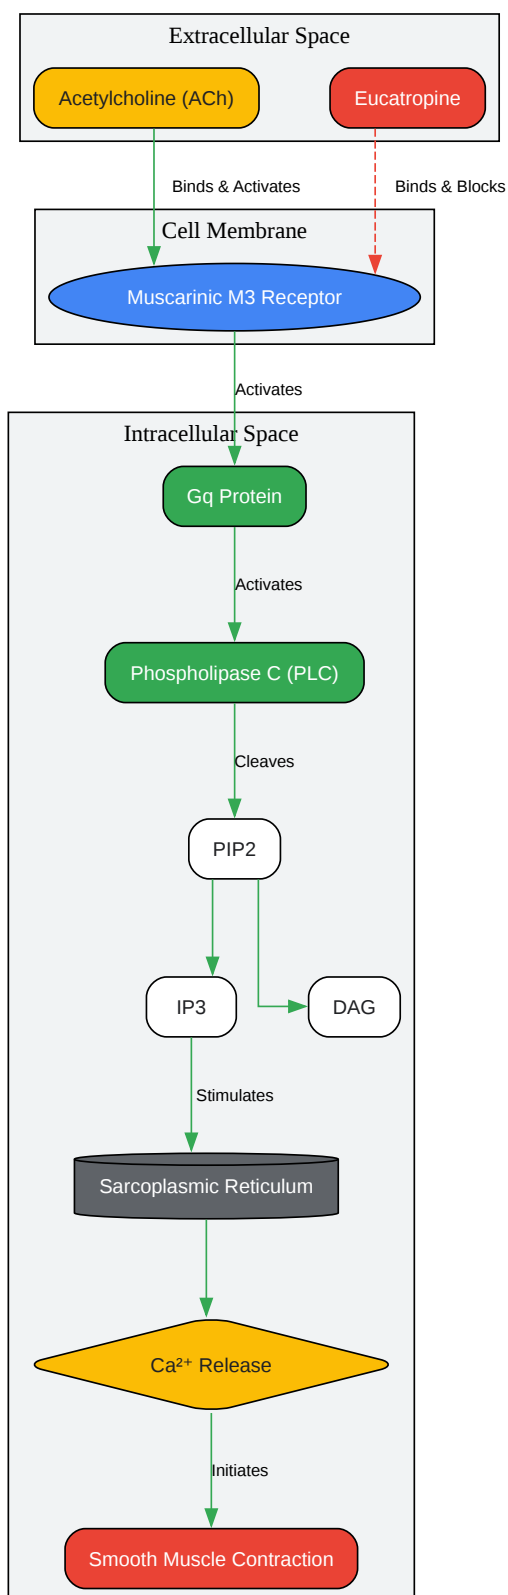 Extracellular Space
Acetylcholine (ACh)
Eucatropine
Binds & Activates
Binds & Blocks
Cell Membrane
Muscarinic M3 Receptor
Activates
Intracellular Space
Gq Protein
Activates
Phospholipase C (PLC)
Cleaves
PIP2
IP3
DAG
Stimulates
Sarcoplasmic Reticulum
Ca²⁺ Release
Initiates
Smooth Muscle Contraction